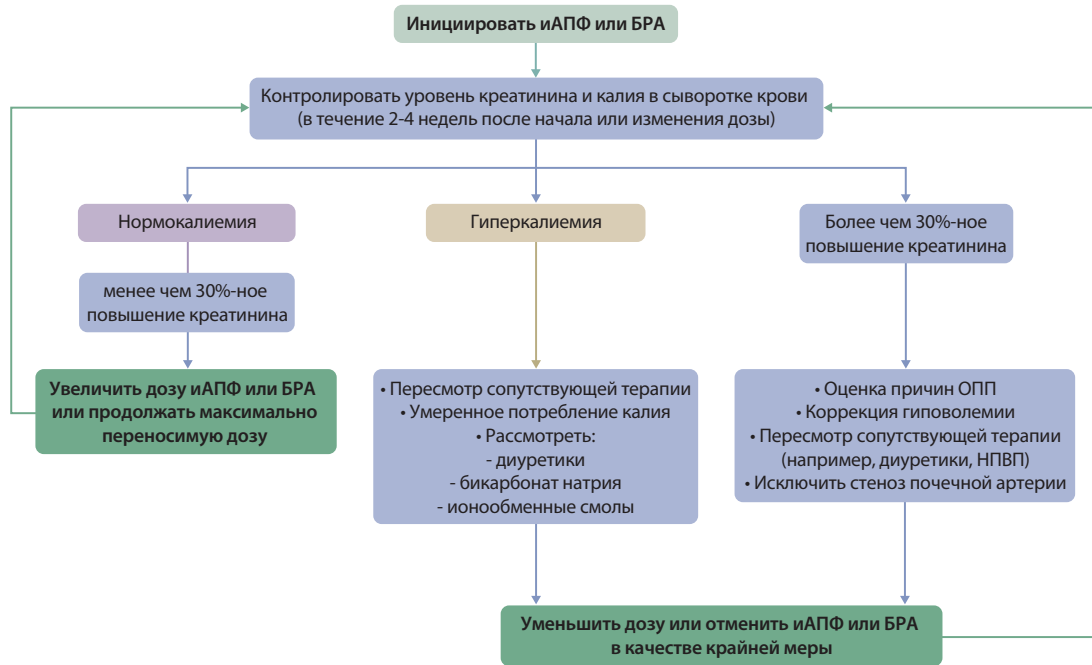 Инициировать иАПФ или БРА
Контролировать уровень креатинина и калия в сыворотке крови
(в течение 2-4 недель после начала или изменения дозы)
Нормокалиемия
Гиперкалиемия
Более чем 30%-ное
повышение креатинина
менее чем 30%-ное
повышение креатинина
Увеличить дозу иАПФ или БРА
или продолжать максимально
переносимую дозу
• Пересмотр сопутствующей терапии
• Умеренное потребление калия
• Рассмотреть:
- диуретики
- бикарбонат натрия
- ионообменные смолы
• Оценка причин ОПП
• Коррекция гиповолемии
• Пересмотр сопутствующей терапии
(например, диуретики, НПВП)
• Исключить стеноз почечной артерии
Уменьшить дозу или отменить иАПФ или БРА
в качестве крайней меры